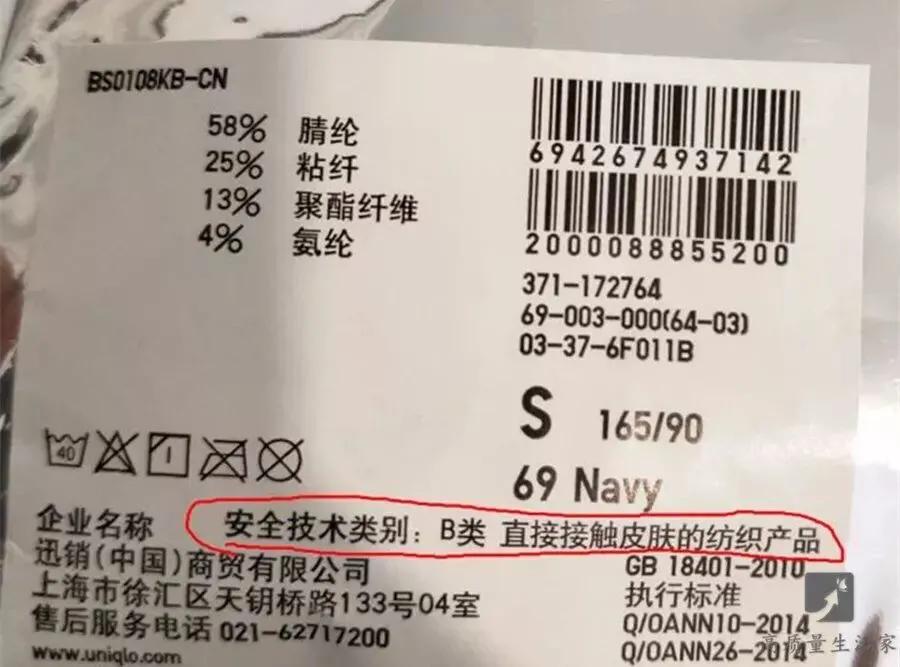 BS0108KB-CN
58% 腈纶
25% 粘纤
13% 聚酯纤维
4% 氨纶
6942674937142
2000088855200
371-172764
69-003-000(64-03)
03-37-6F011B
S 165/90
69 Navy
40
企业名称
安全技术类别：B类 直接接触皮肤的纺织产品
迅销(中国)商贸有限公司
上海市徐汇区天钥桥路133号04室
售后服务电话 021-62717200
www.uniqlo.com
GB 18401-2010
执行标准
Q/OANN10-2014
Q/OANN26-2014
高质量生活家